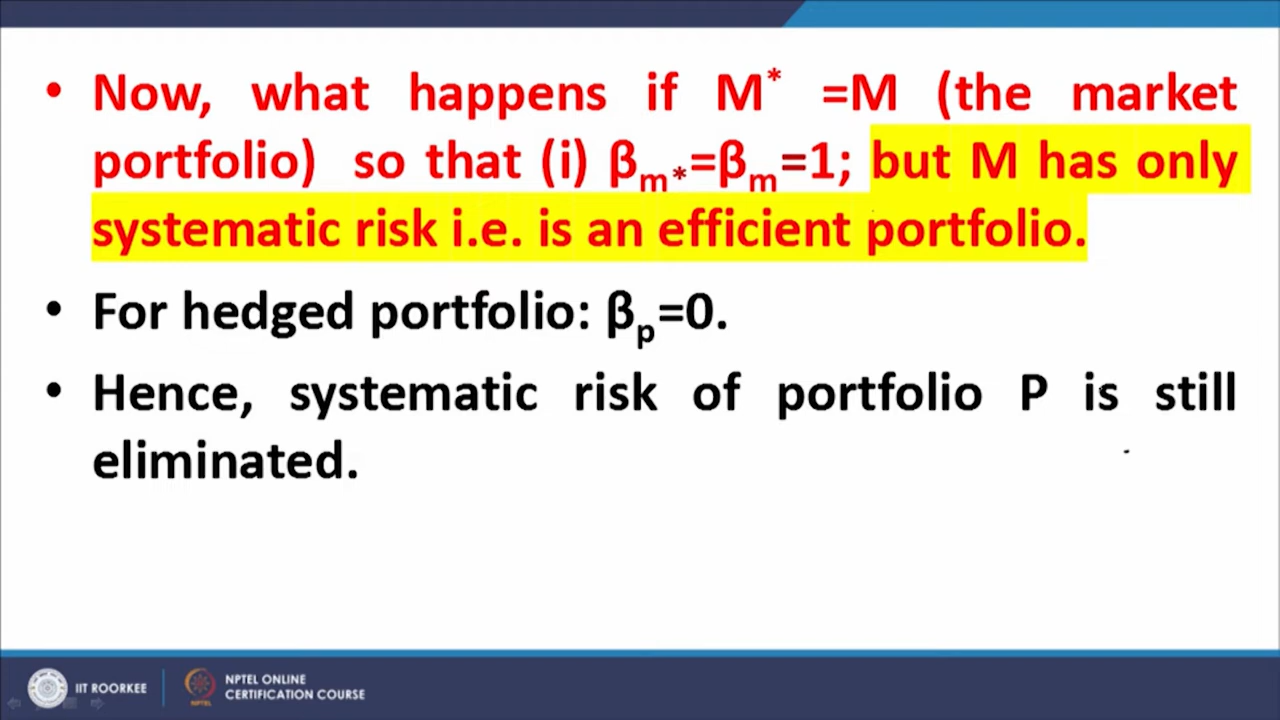 • Now, what happens if M* =M (the market
portfolio) so that (i) βm*=βm=1; but M has only
systematic risk i.e. is an efficient portfolio.
• For hedged portfolio: βp=0.
• Hence, systematic risk of portfolio P is still
eliminated.
IIT ROORKEE
NPTEL
NPTEL ONLINE
CERTIFICATION COURSE